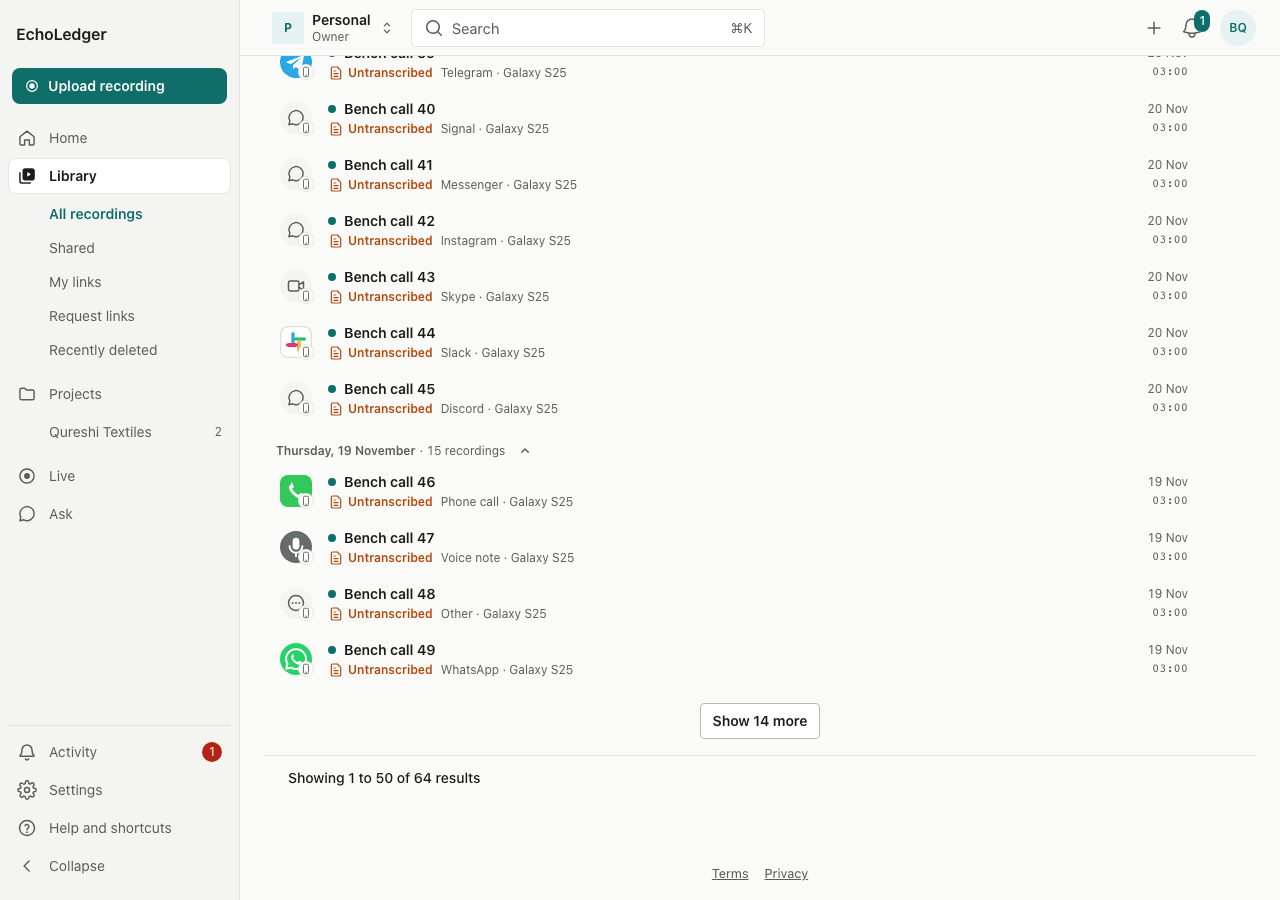 EchoLedger
Upload recording
Home
Library
All recordings
Shared
My links
Request links
Recently deleted
Projects
Qureshi Textiles 2
Live
Ask
Activity 1
Settings
Help and shortcuts
Collapse
P Personal
Owner
Search ⌘K
1
BQ
Untranscribed Telegram · Galaxy S25 03:00
Bench call 40 20 Nov
Untranscribed Signal · Galaxy S25 03:00
Bench call 41 20 Nov
Untranscribed Messenger · Galaxy S25 03:00
Bench call 42 20 Nov
Untranscribed Instagram · Galaxy S25 03:00
Bench call 43 20 Nov
Untranscribed Skype · Galaxy S25 03:00
Bench call 44 20 Nov
Untranscribed Slack · Galaxy S25 03:00
Bench call 45 20 Nov
Untranscribed Discord · Galaxy S25 03:00
Thursday, 19 November · 15 recordings
Bench call 46 19 Nov
Untranscribed Phone call · Galaxy S25 03:00
Bench call 47 19 Nov
Untranscribed Voice note · Galaxy S25 03:00
Bench call 48 19 Nov
Untranscribed Other · Galaxy S25 03:00
Bench call 49 19 Nov
Untranscribed WhatsApp · Galaxy S25 03:00
Show 14 more
Showing 1 to 50 of 64 results
Terms Privacy